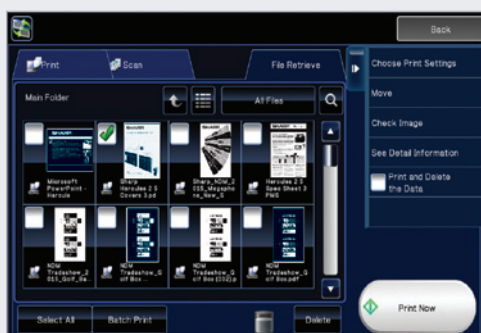 Back
Print
Scan
File Retrieve
Choose Print Settings
Main Folder
All Files
Move
Check Image
See Detail Information
Print and Delete
the Data
Microsoft
PowerPoint -
Hercule
Sharp
Hercules 2 5
Covers 3.pd
Sharp_NDM_2
015_Magapho
ne_New_G
Hercules 2 5
Spec Sheet 3
PMS
NDM
Tradeshow_2
015_Golf_Ba..
NDM
Tradeshow_G
olf Box ...
NDM
Tradeshow_G
olf Box (002).p
NDM
Tradeshow_G
olf Box.pdf
Select All
Batch Print
Delete
Print Now